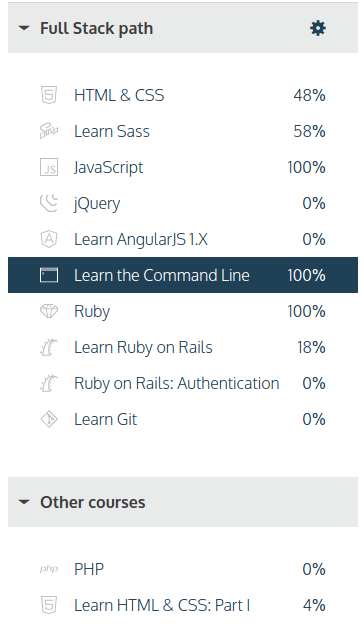 Full Stack path
HTML & CSS 48%
Learn Sass 58%
JS JavaScript 100%
jQuery 0%
Learn AngularJS 1.X 0%
Learn the Command Line 100%
Ruby 100%
Learn Ruby on Rails 18%
Ruby on Rails: Authentication 0%
Learn Git 0%
Other courses
php PHP 0%
Learn HTML & CSS: Part I 4%